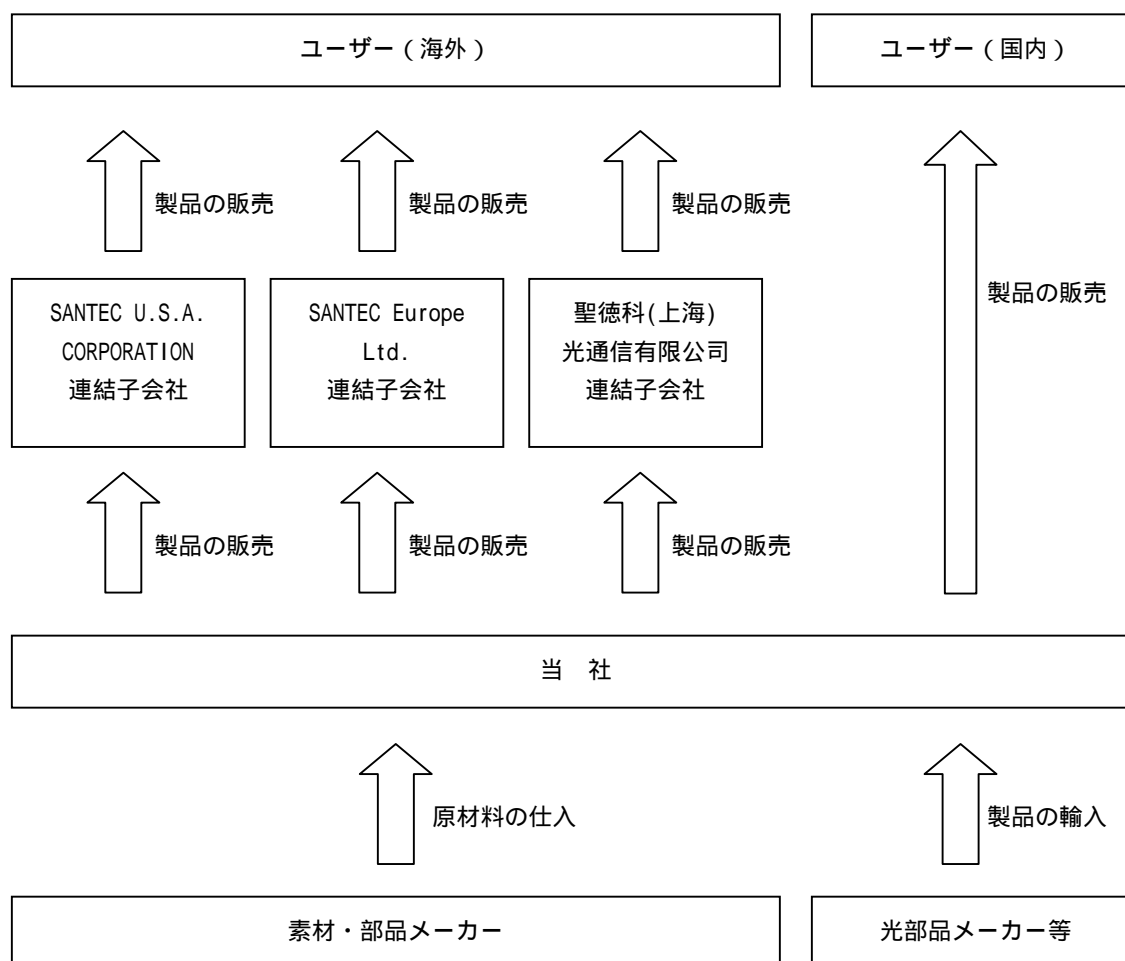 ユーザー(海外)
ユーザー(国内)
製品の販売
製品の販売
製品の販売
製品の販売
SANTEC U.S.A.
CORPORATION
連結子会社
SANTEC Europe
Ltd.
連結子会社
聖徳科(上海)
光通信有限公司
連結子会社
製品の販売
製品の販売
製品の販売
当 社
原材料の仕入
製品の輸入
素材・部品メーカー
光部品メーカー等